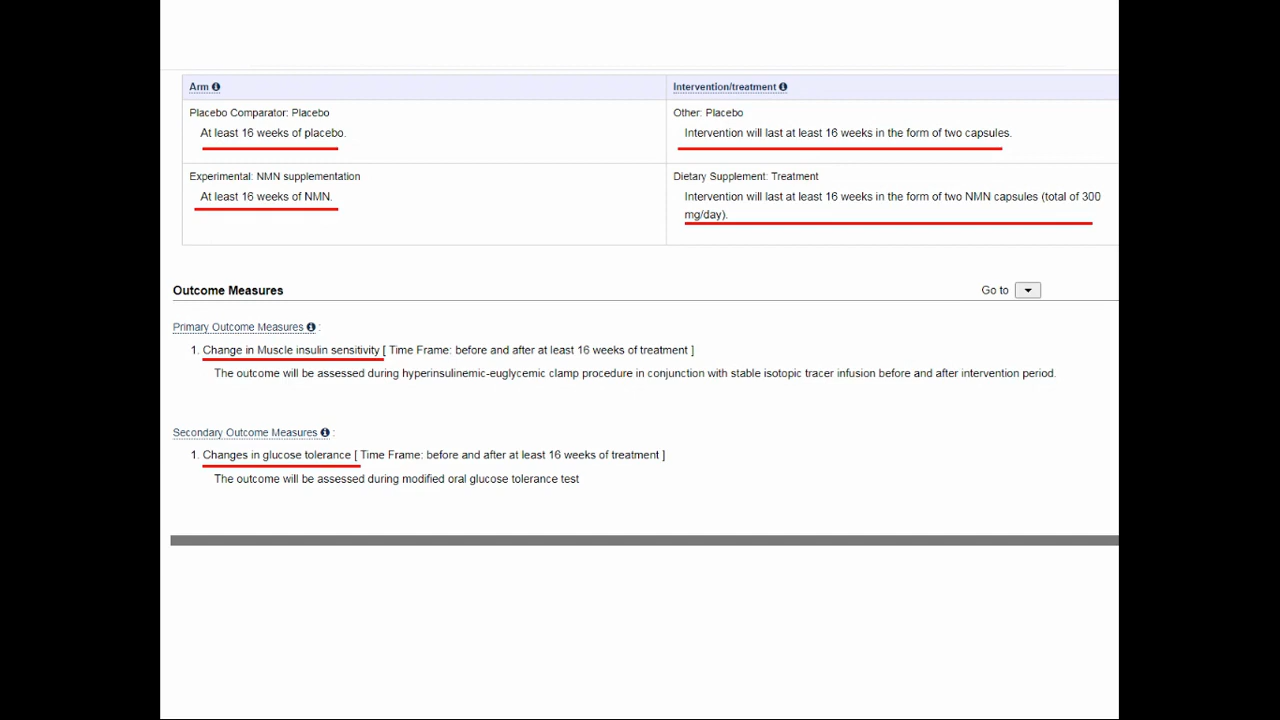 Arm
Intervention/treatment
Placebo Comparator: Placebo
At least 16 weeks of placebo.
Other: Placebo
Intervention will last at least 16 weeks in the form of two capsules.
Experimental: NMN supplementation
At least 16 weeks of NMN.
Dietary Supplement: Treatment
Intervention will last at least 16 weeks in the form of two NMN capsules (total of 300
mg/day).
Outcome Measures
Go to
Primary Outcome Measures :
1. Change in Muscle insulin sensitivity [ Time Frame: before and after at least 16 weeks of treatment ]
The outcome will be assessed during hyperinsulinemic-euglycemic clamp procedure in conjunction with stable isotopic tracer infusion before and after intervention period.
Secondary Outcome Measures :
1. Changes in glucose tolerance [ Time Frame: before and after at least 16 weeks of treatment ]
The outcome will be assessed during modified oral glucose tolerance test